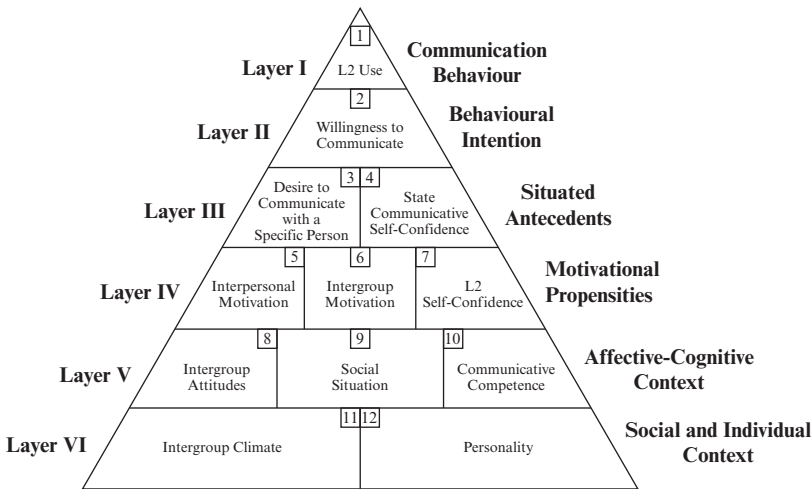 1
Communication
Behaviour
Layer I
L2 Use
2
Behavioural
Intention
Layer II
Willingness to
Communicate
3 4
Situated
Antecedents
Layer III
Desire to
Communicate
with a
Specific Person
State
Communicative
Self-Confidence
5 6 7
Motivational
Propensities
Layer IV
Interpersonal
Motivation
Intergroup
Motivation
L2
Self-Confidence
8 9 10
Affective-Cognitive
Context
Layer V
Intergroup
Attitudes
Social
Situation
Communicative
Competence
11 12
Social and Individual
Context
Layer VI
Intergroup Climate
Personality